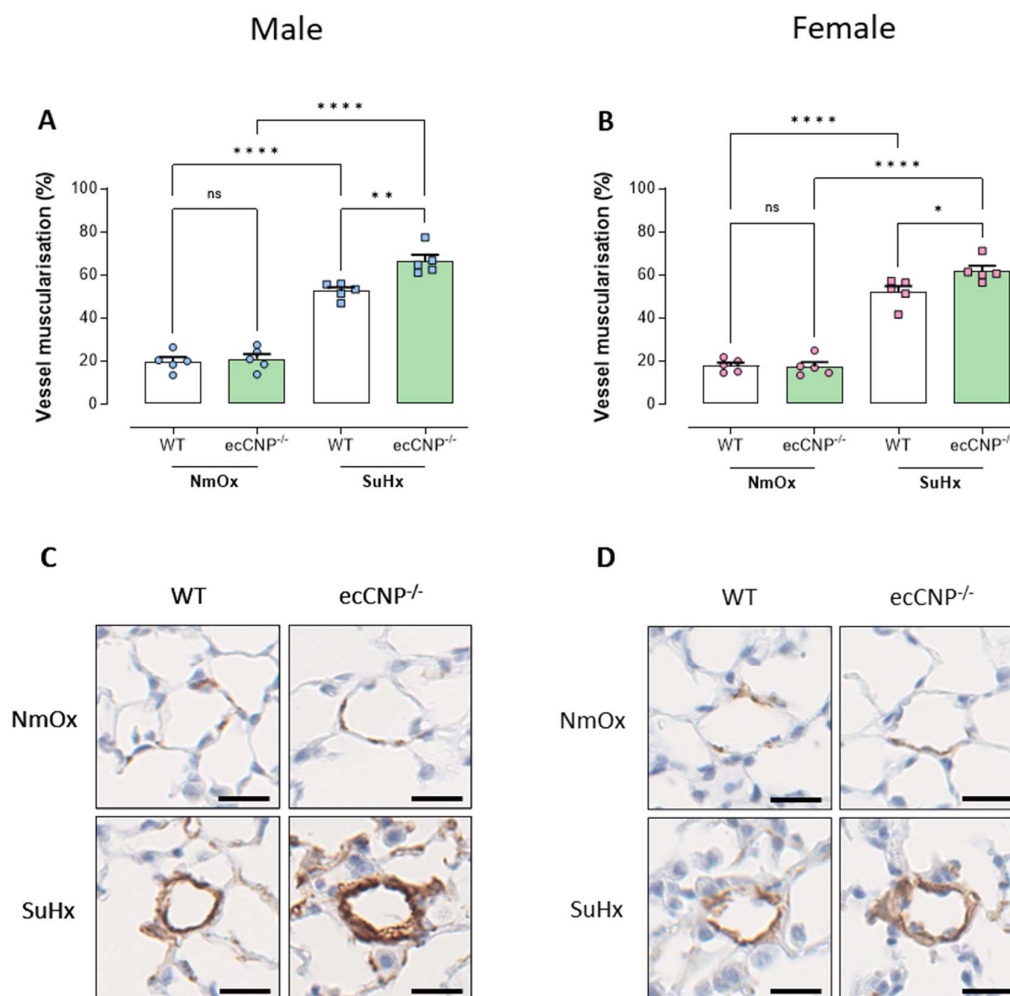 Male
Female
A
B
Vessel muscularisation (%)
100
80
60
40
20
0
ns
* * * *
* * * *
* *
WT
ecCNP-/-
WT
ecCNP-/-
NmOx
SuHx
Vessel muscularisation (%)
100
80
60
40
20
0
ns
* * * *
* * * *
*
WT
ecCNP-/-
WT
ecCNP-/-
NmOx
SuHx
C
WT
ecCNP-/-
NmOx
SuHx
D
WT
ecCNP-/-
NmOx
SuHx